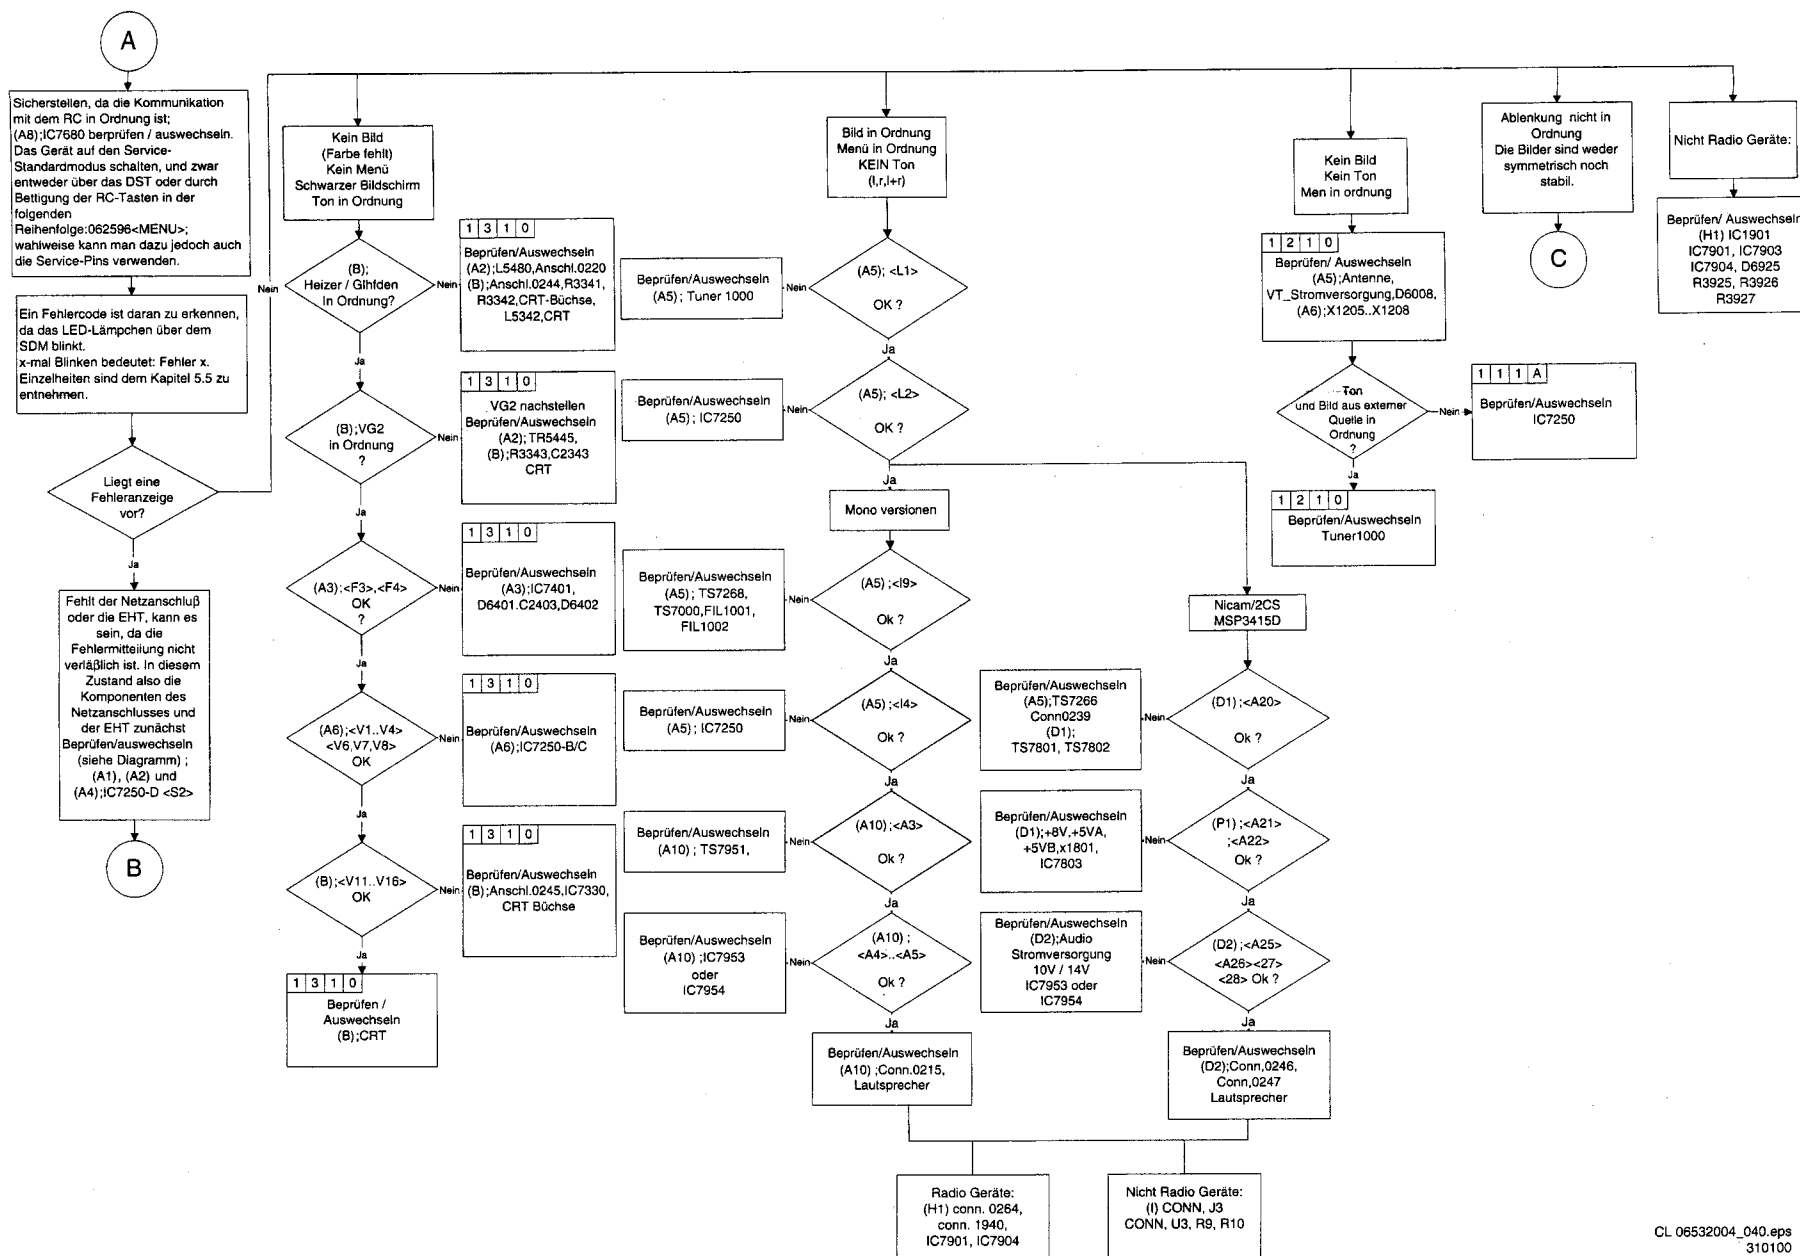 A
Sicherstellen, da die Kommunikation
mit dem RC in Ordnung ist;
(A8);IC7680 berprüfen / auswechseln.
Das Gerät auf den Service-
Standardmodus schalten, und zwar
entweder über das DST oder durch
Bettigung der RC-Tasten in der
folgenden
Reihenfolge:062596<MENU>;
wahlweise kann man dazu jedoch auch
die Service-Pins verwenden.
Ein Fehlercode ist daran zu erkennen,
da das LED-Lämpchen über dem
SDM blinkt.
x-mal Blinken bedeutet: Fehler x.
Einzelheiten sind dem Kapitel 5.5 zu
entnehmen.
Liegt eine
Fehleranzeige
vor?
Nein
Ja
Fehlt der Netzanschluß
oder die EHT, kann es
sein, da die
Fehlermitteilung nicht
verläßlich ist. In diesem
Zustand also die
Komponenten des
Netzanschlusses und
der EHT zunächst
Beprüfen/auswechseln
(siehe Diagramm) ;
(A1), (A2) und
(A4);IC7250-D <S2>
B
Kein Bild
(Farbe fehlt)
Kein Menü
Schwarzer Bildschirm
Ton in Ordnung
(B);
Heizer / Glhfden
In Ordnung?
Nein
1 3 1 0
Beprüfen/Auswechseln
(A2);L5480,Anschl.0220
(B);Anschl.0244,R3341,
R3342,CRT-Büchse,
L5342,CRT
Ja
(B);VG2
in Ordnung
?
Nein
1 3 1 0
VG2 nachstellen
Beprüfen/Auswechseln
(A2);TR5445,
(B);R3343,C2343
CRT
Ja
(A3);<F3>,<F4>
OK
?
Nein
1 3 1 0
Beprüfen/Auswechseln
(A3);IC7401,
D6401.C2403,D6402
Ja
(A6);<V1..V4>
<V6,V7,V8>
OK
Nein
1 3 1 0
Beprüfen/Auswechseln
(A6);IC7250-B/C
Ja
(B);<V11..V16>
OK
Nein
1 3 1 0
Beprüfen/Auswechseln
(B);Anschl.0245,IC7330,
CRT Büchse
Ja
1 3 1 0
Beprüfen /
Auswechseln
(B);CRT
Bild in Ordnung
Menü in Ordnung
KEIN Ton
(l,r,l+r)
(A5); <L1>
OK ?
Nein
Beprüfen/Auswechseln
(A5); Tuner 1000
Ja
(A5); <L2>
OK ?
Nein
Beprüfen/Auswechseln
(A5); IC7250
Ja
Mono versionen
(A5) ;<I9>
Ok ?
Nein
Beprüfen/Auswechseln
(A5); TS7268,
TS7000,FIL1001,
FIL1002
Ja
(A5) ;<I4>
Ok ?
Nein
Beprüfen/Auswechseln
(A5) ; IC7250
Ja
(A10) ;<A3>
Ok ?
Nein
Beprüfen/Auswechseln
(A10) ; TS7951,
Ja
(A10) ;
<A4>..<A5>
Ok ?
Nein
Beprüfen/Auswechseln
(A10) ;IC7953
oder
IC7954
Ja
Beprüfen/Auswechseln
(A10) ;Conn.0215,
Lautsprecher
Nicam/2CS
MSP3415D
(D1) ;<A20>
Ok ?
Nein
Beprüfen/Auswechseln
(A5);TS7266
Conn0239
(D1);
TS7801, TS7802
Ja
(P1) ;<A21>
;<A22>
Ok ?
Nein
Beprüfen/Auswechseln
(D1);+8V,+5VA,
+5VB,x1801,
IC7803
Ja
(D2) ;<A25>
<A26><27>
<28> Ok ?
Nein
Beprüfen/Auswechseln
(D2);Audio
Stromversorgung
10V / 14V
IC7953 oder
IC7954
Ja
Beprüfen/Auswechseln
(D2);Conn,0246,
Conn,0247
Lautsprecher
Radio Geräte:
(H1) conn. 0264,
conn. 1940,
IC7901, IC7904
Nicht Radio Geräte:
(I) CONN, J3
CONN, U3, R9, R10
Kein Bild
Kein Ton
Men in ordnung
1 2 1 0
Beprüfen/ Auswechseln
(A5);Antenne,
VT_Stromversorgung,D6008,
(A6);X1205..X1208
Ton
und Bild aus externer
Quelle in
Ordnung
?
Nein
1 1 1 A
Beprüfen/Auswechseln
IC7250
Ja
1 2 1 0
Beprüfen/Auswechseln
Tuner1000
Ablenkung nicht in
Ordnung
Die Bilder sind weder
symmetrisch noch
stabil.
C
Nicht Radio Geräte:
Beprüfen/ Auswechseln
(H1) IC1901
IC7901, IC7903
IC7904, D6925
R3925, R3926
R3927
CL 06532004_040.eps
310100